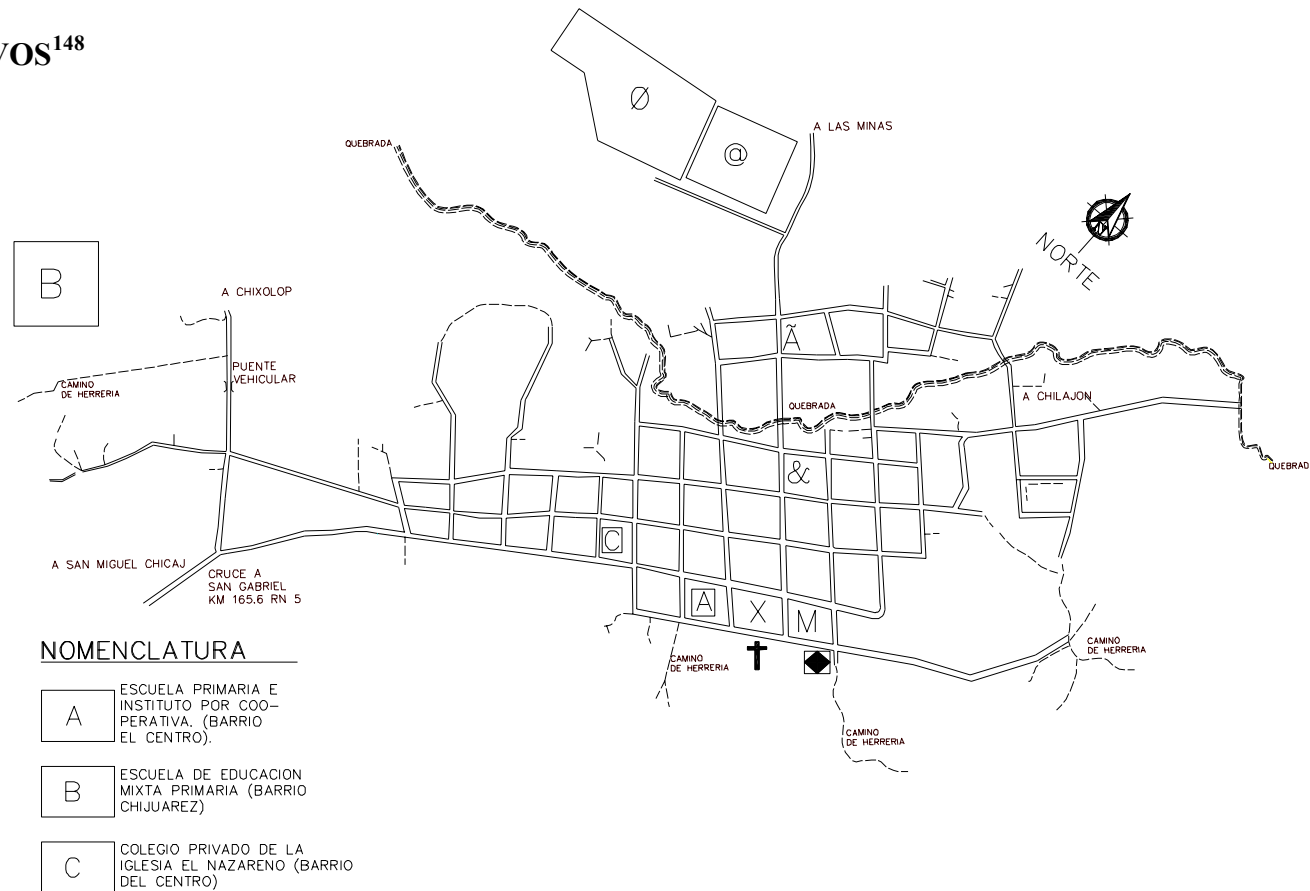 VOS148
Ø
@
A LAS MINAS
QUEBRADA
NORTE
B
A CHIXOLOP
Ã
PUENTE
VEHICULAR
CAMINO
DE HERRERIA
QUEBRADA
A CHILAJON
&
QUEBRAD
C
A SAN MIGUEL CHICAJ
CRUCE A
SAN GABRIEL
KM 165.6 RN 5
A
X
M
CAMINO
DE HERRERIA
CAMINO
DE HERRERIA
CAMINO
DE HERRERIA
NOMENCLATURA
A
ESCUELA PRIMARIA E
INSTITUTO POR COO-
PERATIVA. (BARRIO
EL CENTRO).
B
ESCUELA DE EDUCACION
MIXTA PRIMARIA (BARRIO
CHIJUAREZ)
C
COLEGIO PRIVADO DE LA
IGLESIA EL NAZARENO (BARRIO
DEL CENTRO)